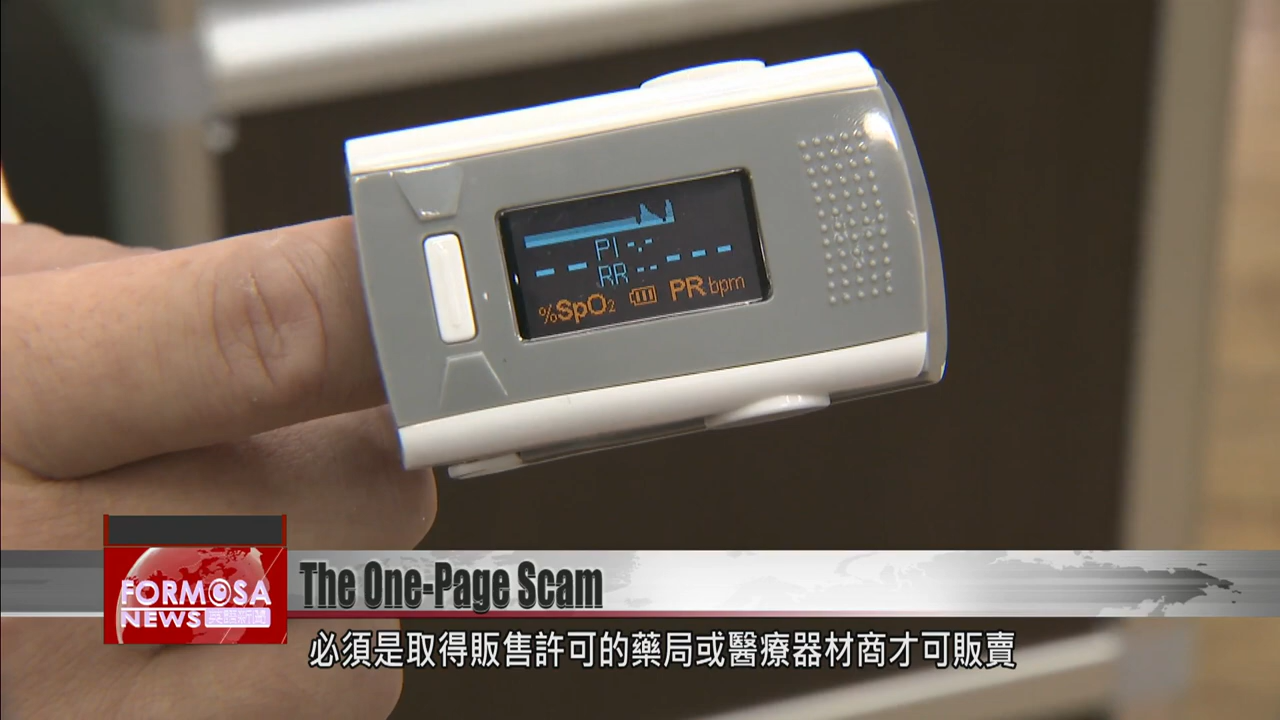 PI -.-
RR --
%SpO₂
PR bpm
FORMOSA
NEWS 英語新聞
The One-Page Scam
必須是取得販售許可的藥局或醫療器材商才可販賣